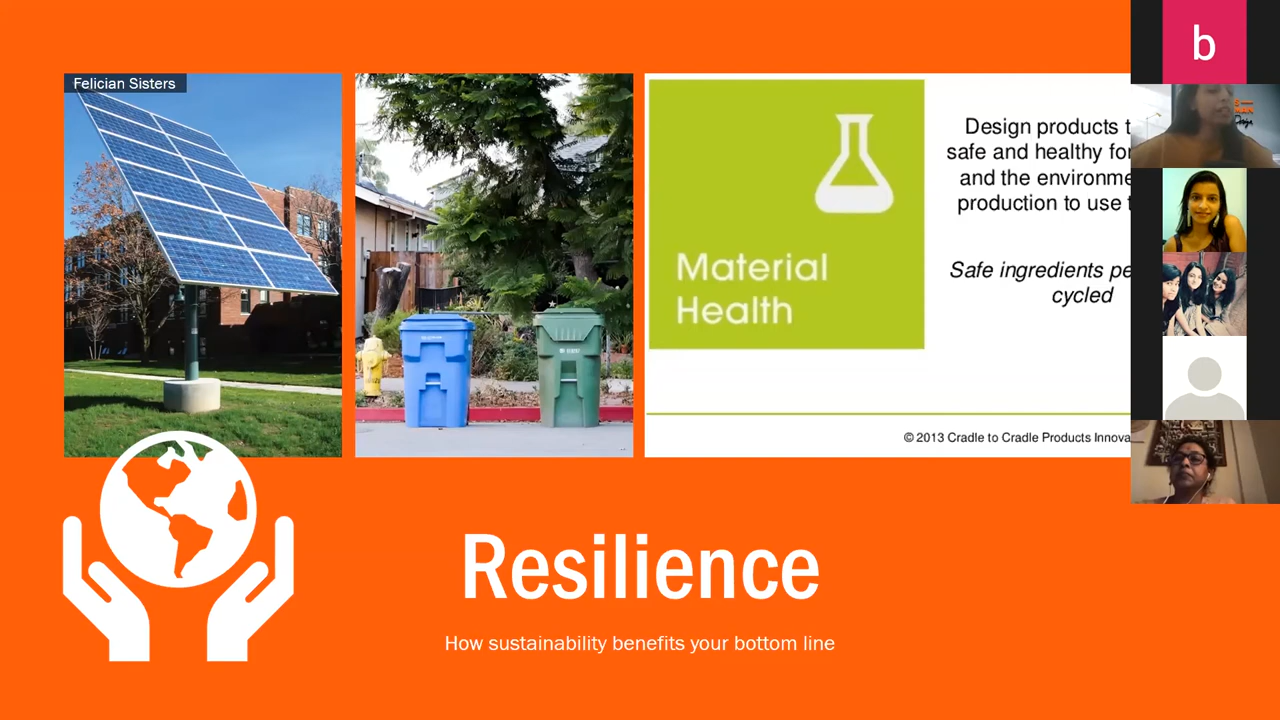 Felician Sisters
Material
Health
Design products t
safe and healthy for
and the environme
production to use t
Safe ingredients pe
cycled
© 2013 Cradle to Cradle Products Innova
b
Resilience
How sustainability benefits your bottom line